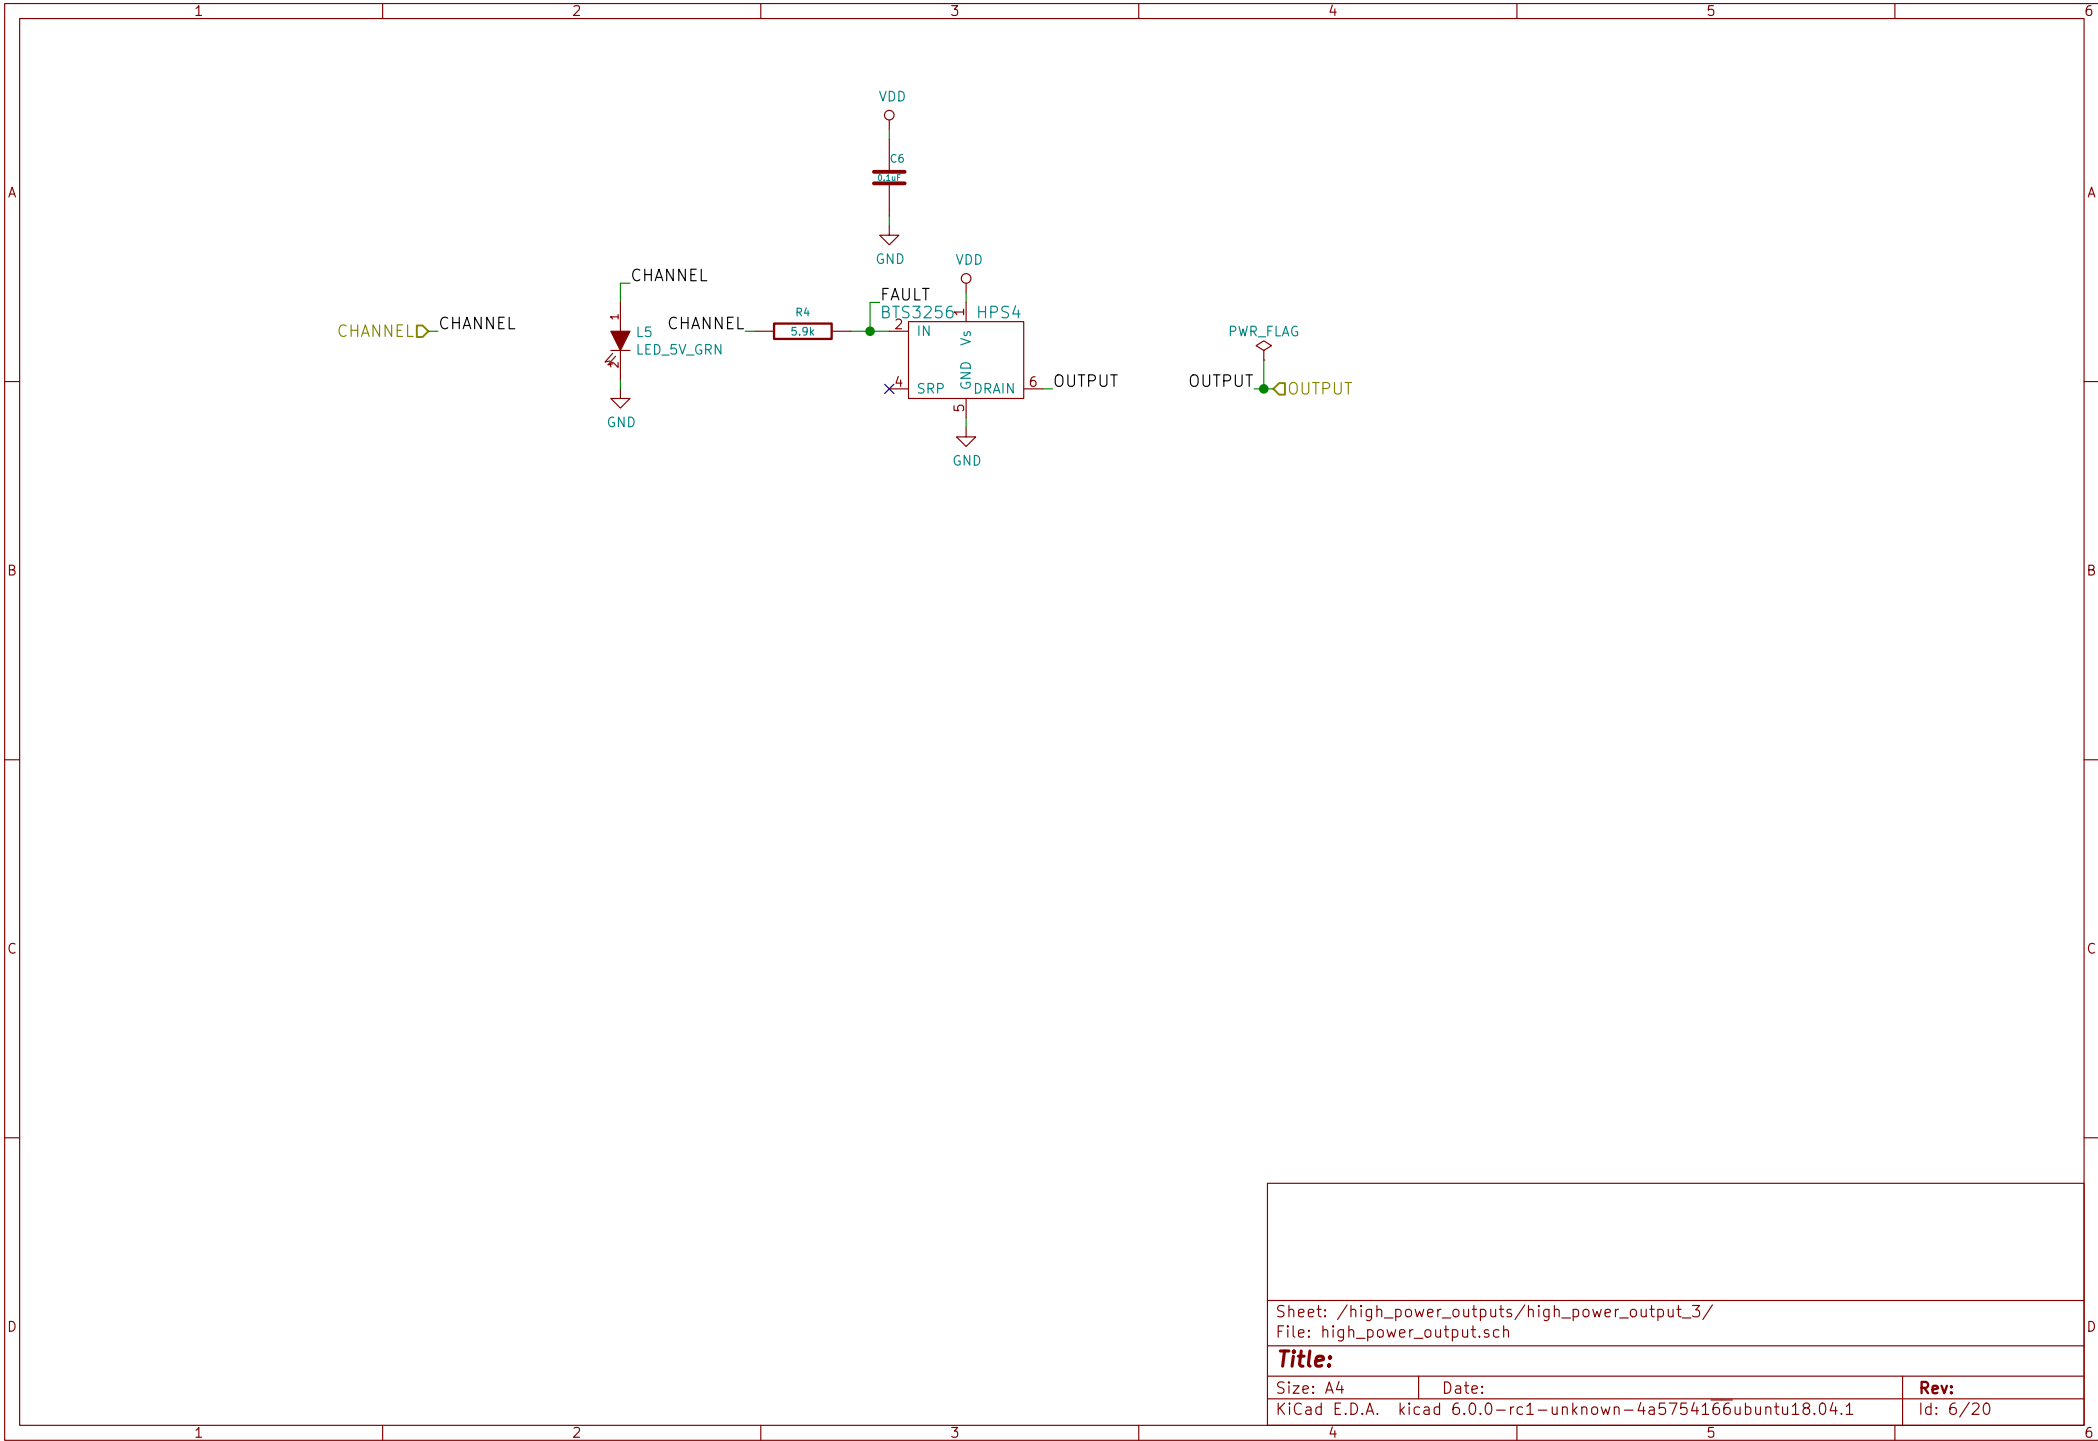 1 2 3 4 5 6
VDD
C6
0.1uF
A A
GND VDD
CHANNEL
FAULT
BTS3256 1 HPS4
CHANNEL CHANNEL 1 L5 CHANNEL R4 5.9k 2 IN Vs PWR_FLAG
LED_5V_GRN
2
4 SRP GND DRAIN 6 OUTPUT OUTPUT OUTPUT
5
GND
GND
B B
C C
Sheet: /high_power_outputs/high_power_output_3/
D D
File: high_power_output.sch
Title:
Size: A4 Date: Rev:
KiCad E.D.A. kicad 6.0.0-rc1-unknown-4a5754166ubuntu18.04.1 Id: 6/20
1 2 3 4 5 6